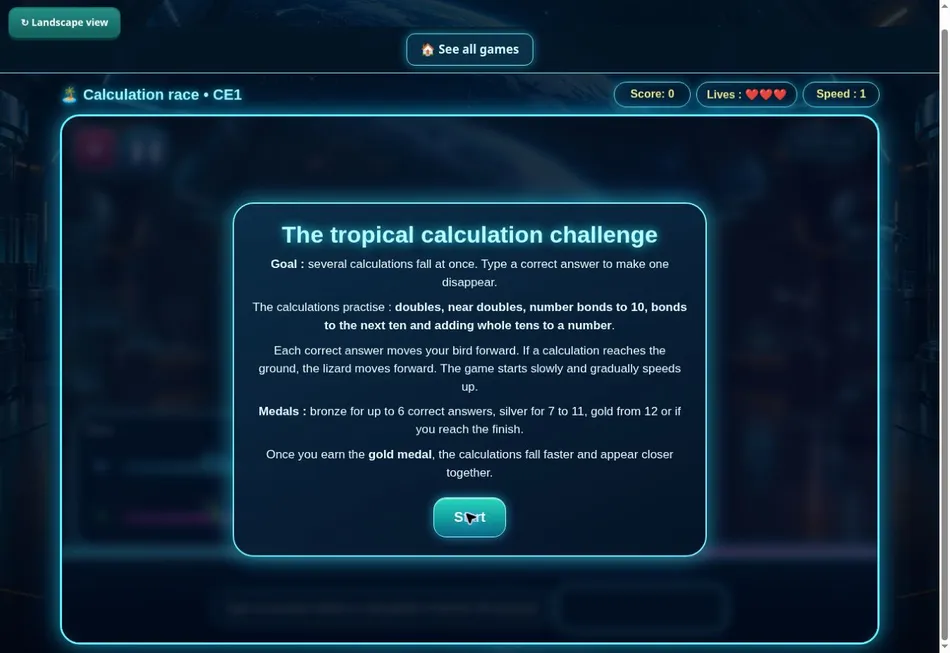 ↻ Landscape view
🏠 See all games
🏝️ Calculation race • CE1
Score: 0
Lives : ❤️❤️❤️
Speed : 1
The tropical calculation challenge
Goal : several calculations fall at once. Type a correct answer to make one
disappear.
The calculations practise : doubles, near doubles, number bonds to 10, bonds
to the next ten and adding whole tens to a number.
Each correct answer moves your bird forward. If a calculation reaches the
ground, the lizard moves forward. The game starts slowly and gradually speeds
up.
Medals : bronze for up to 6 correct answers, silver for 7 to 11, gold from 12 or if
you reach the finish.
Once you earn the gold medal, the calculations fall faster and appear closer
together.
Start